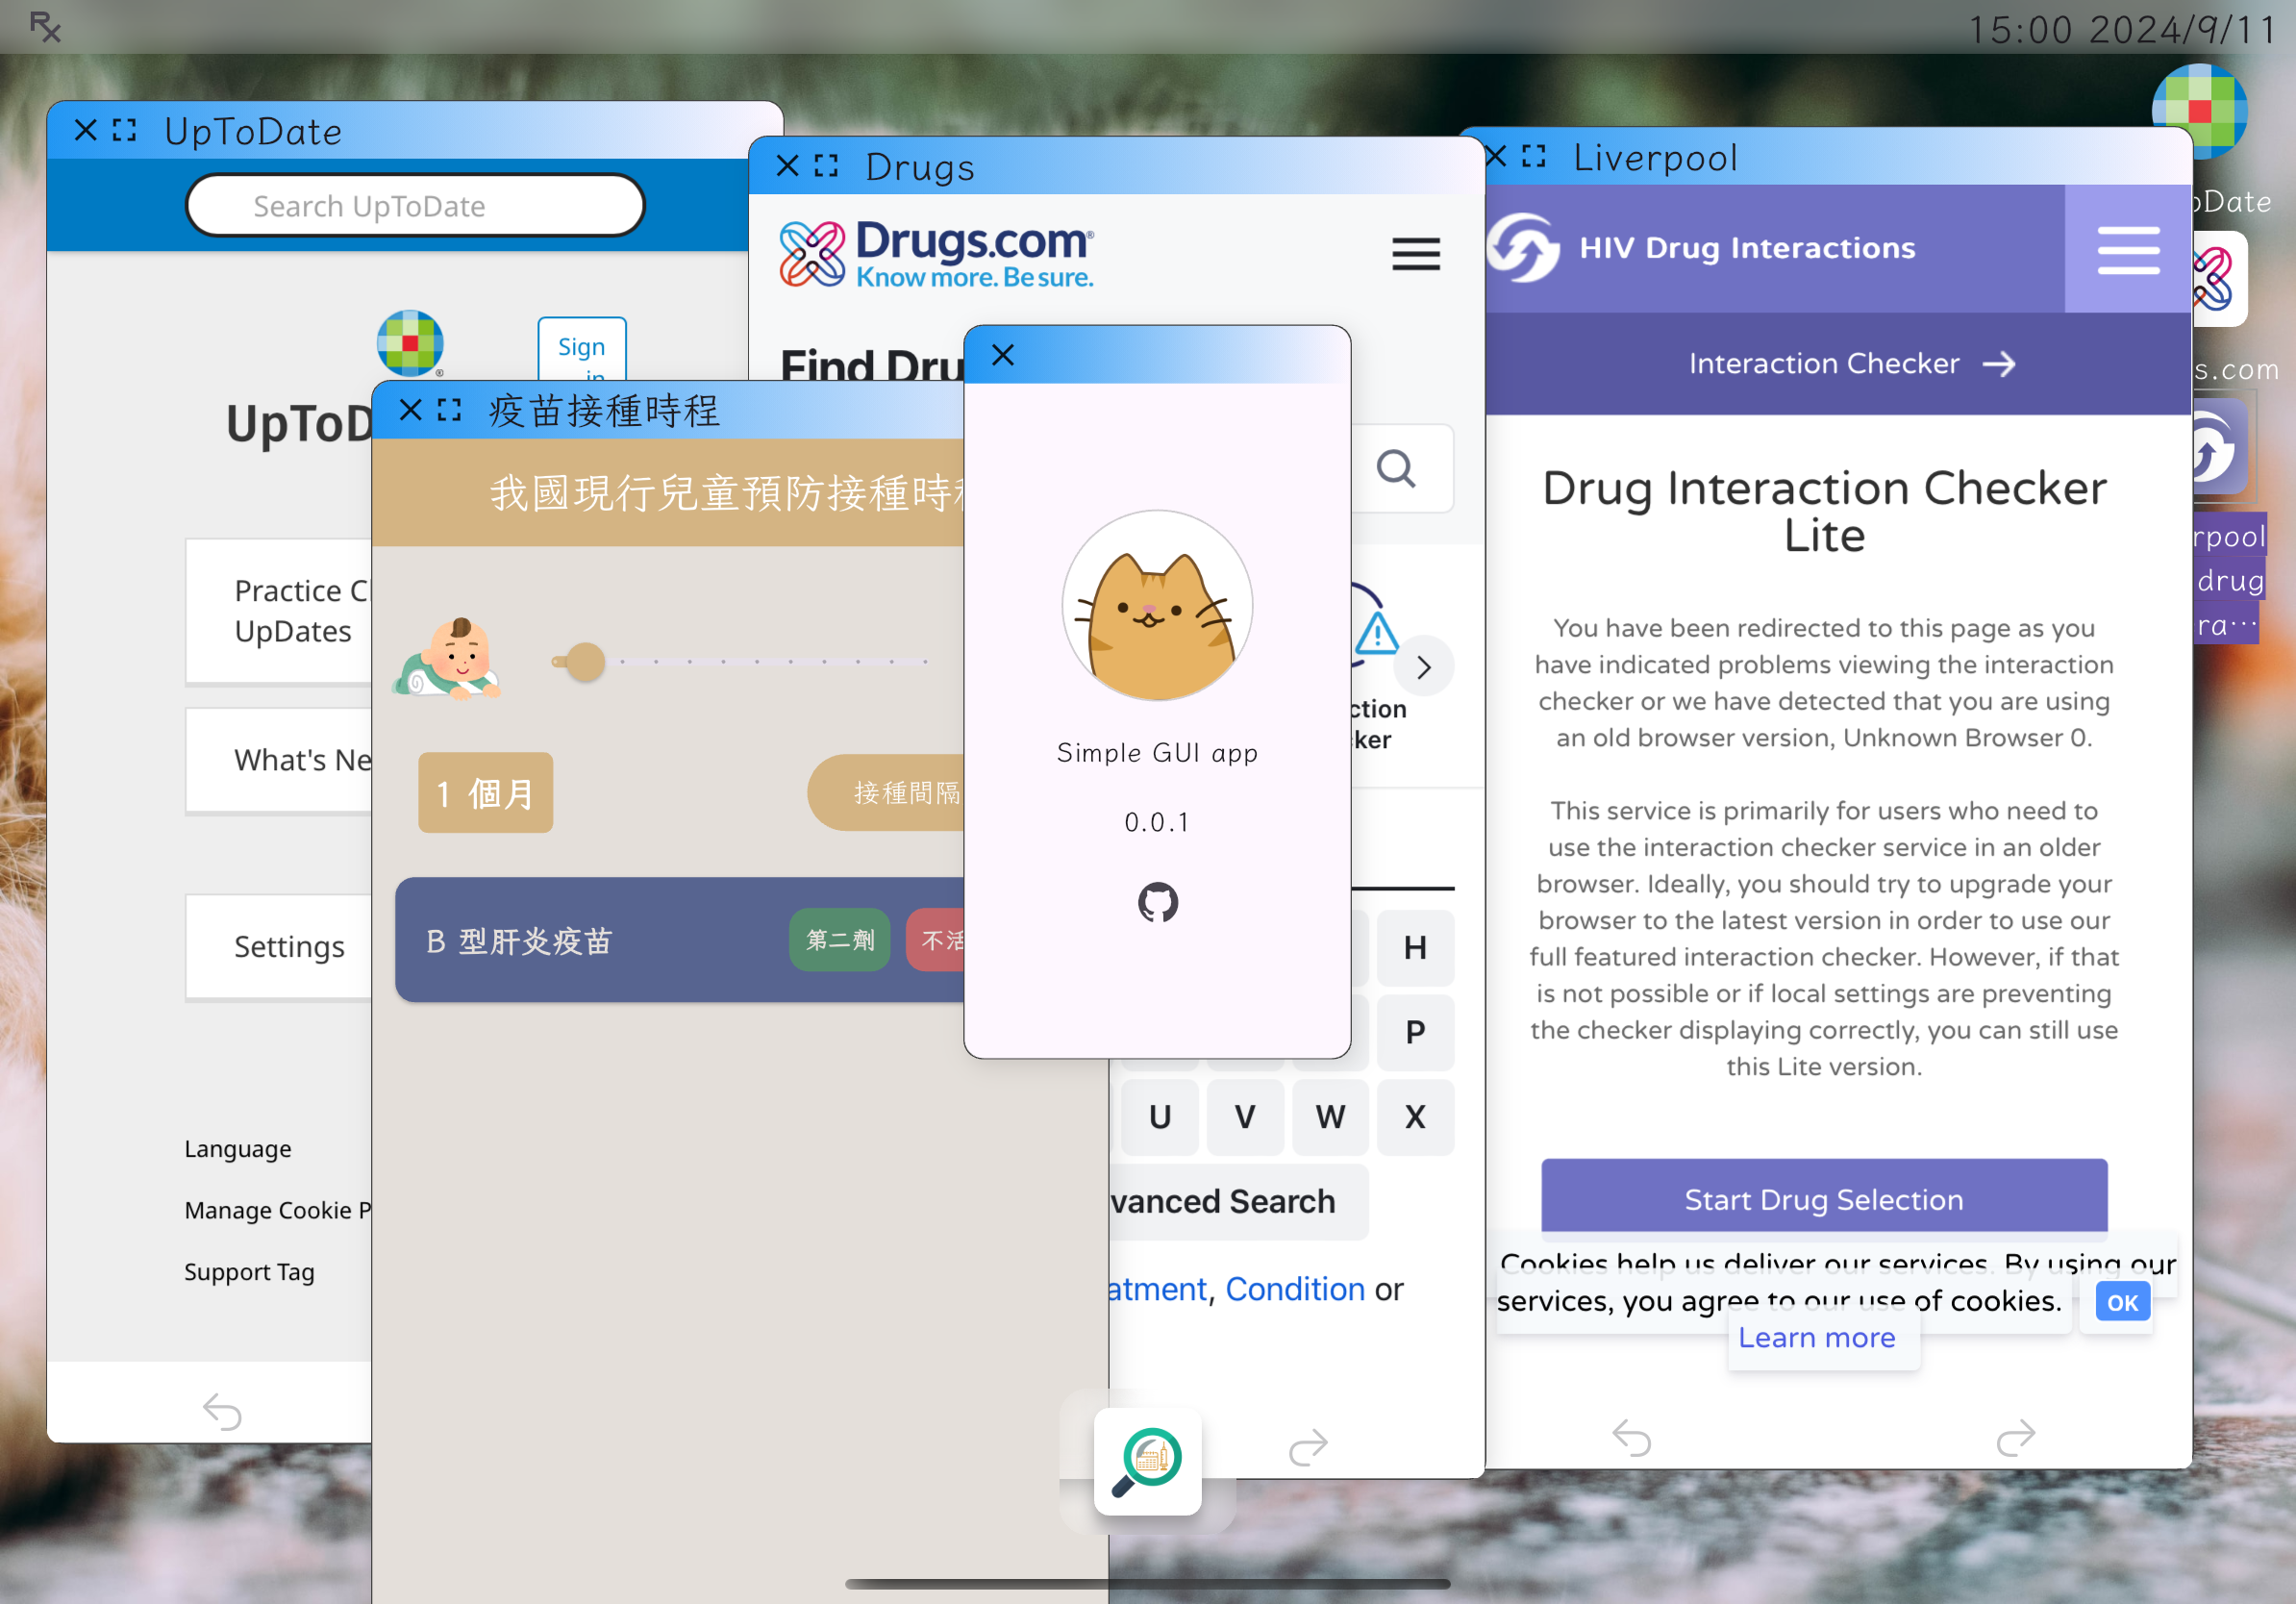 15:00 2024/9/11
UpToDate
Search UpToDate
Sign
in
UpToD
Practice C
UpDates
What's Ne
Settings
Language
Manage Cookie P
Support Tag
疫苗接種時程
我國現行兒童預防接種時
1 個月
接種間隔
B 型肝炎疫苗
第二劑
不活
Drugs
Drugs.com®
Know more. Be sure.
Find Dru
ction
ker
H
P
U V W X
vanced Search
atment, Condition or
Simple GUI app
0.0.1
Liverpool
HIV Drug Interactions
Interaction Checker →
Drug Interaction Checker
Lite
You have been redirected to this page as you
have indicated problems viewing the interaction
checker or we have detected that you are using
an old browser version, Unknown Browser 0.
This service is primarily for users who need to
use the interaction checker service in an older
browser. Ideally, you should try to upgrade your
browser to the latest version in order to use our
full featured interaction checker. However, if that
is not possible or if local settings are preventing
the checker displaying correctly, you can still use
this Lite version.
Start Drug Selection
Cookies help us deliver our services. By using our
services, you agree to our use of cookies. OK
Learn more
oDate
s.com
rpool
drug
ra…